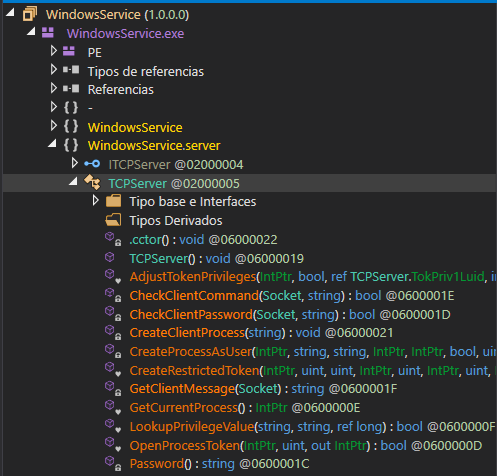 WindowsService (1.0.0.0)
WindowsService.exe
PE
Tipos de referencias
Referencias
{ } -
{ } WindowsService
{ } WindowsService.server
ITCPServer @02000004
TCPServer @02000005
Tipo base e Interfaces
Tipos Derivados
.cctor() : void @06000022
TCPServer() : void @06000019
AdjustTokenPrivileges(IntPtr, bool, ref TCPServer.TokPriv1Luid, i
CheckClientCommand(Socket, string) : bool @0600001E
CheckClientPassword(Socket, string) : bool @0600001D
CreateClientProcess(string) : void @06000021
CreateProcessAsUser(IntPtr, string, string, IntPtr, IntPtr, bool, uin
CreateRestrictedToken(IntPtr, uint, uint, IntPtr, uint, IntPtr, uint,
GetClientMessage(Socket) : string @0600001F
GetCurrentProcess() : IntPtr @0600000E
LookupPrivilegeValue(string, string, ref long) : bool @0600000F
OpenProcessToken(IntPtr, uint, out IntPtr) : bool @0600000D
Password() : string @0600001C